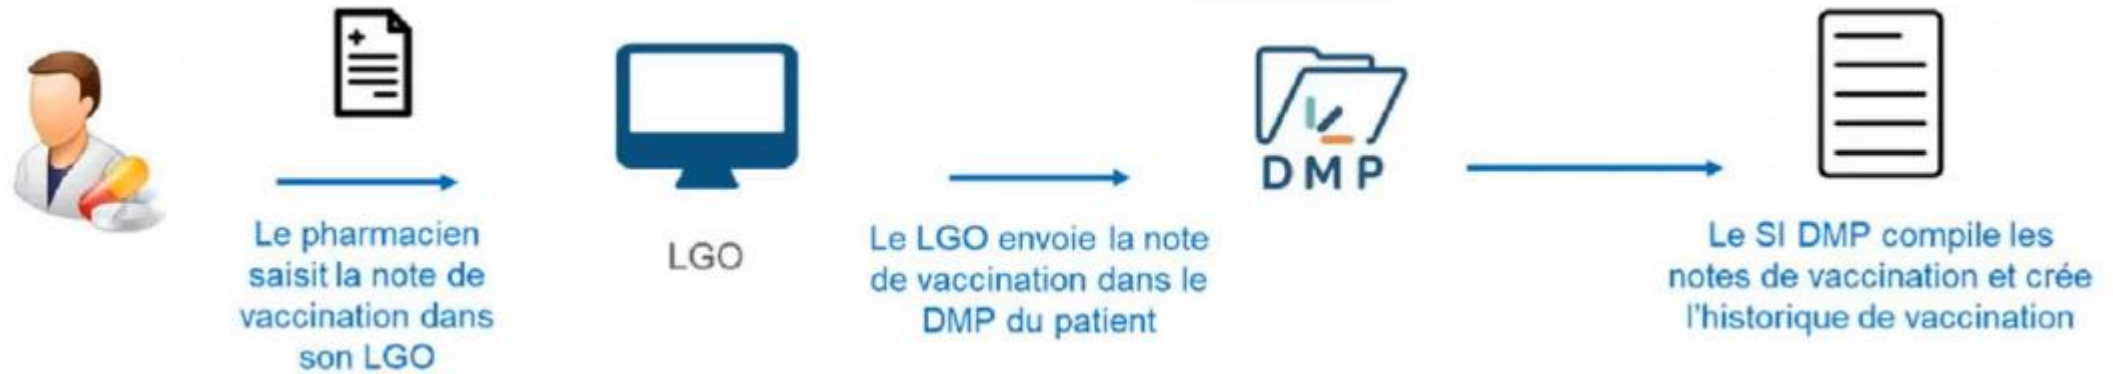 Le pharmacien
saisit la note de
vaccination dans
son LGO
LGO
Le LGO envoie la note
de vaccination dans le
DMP du patient
DMP
Le SI DMP compile les
notes de vaccination et crée
l'historique de vaccination